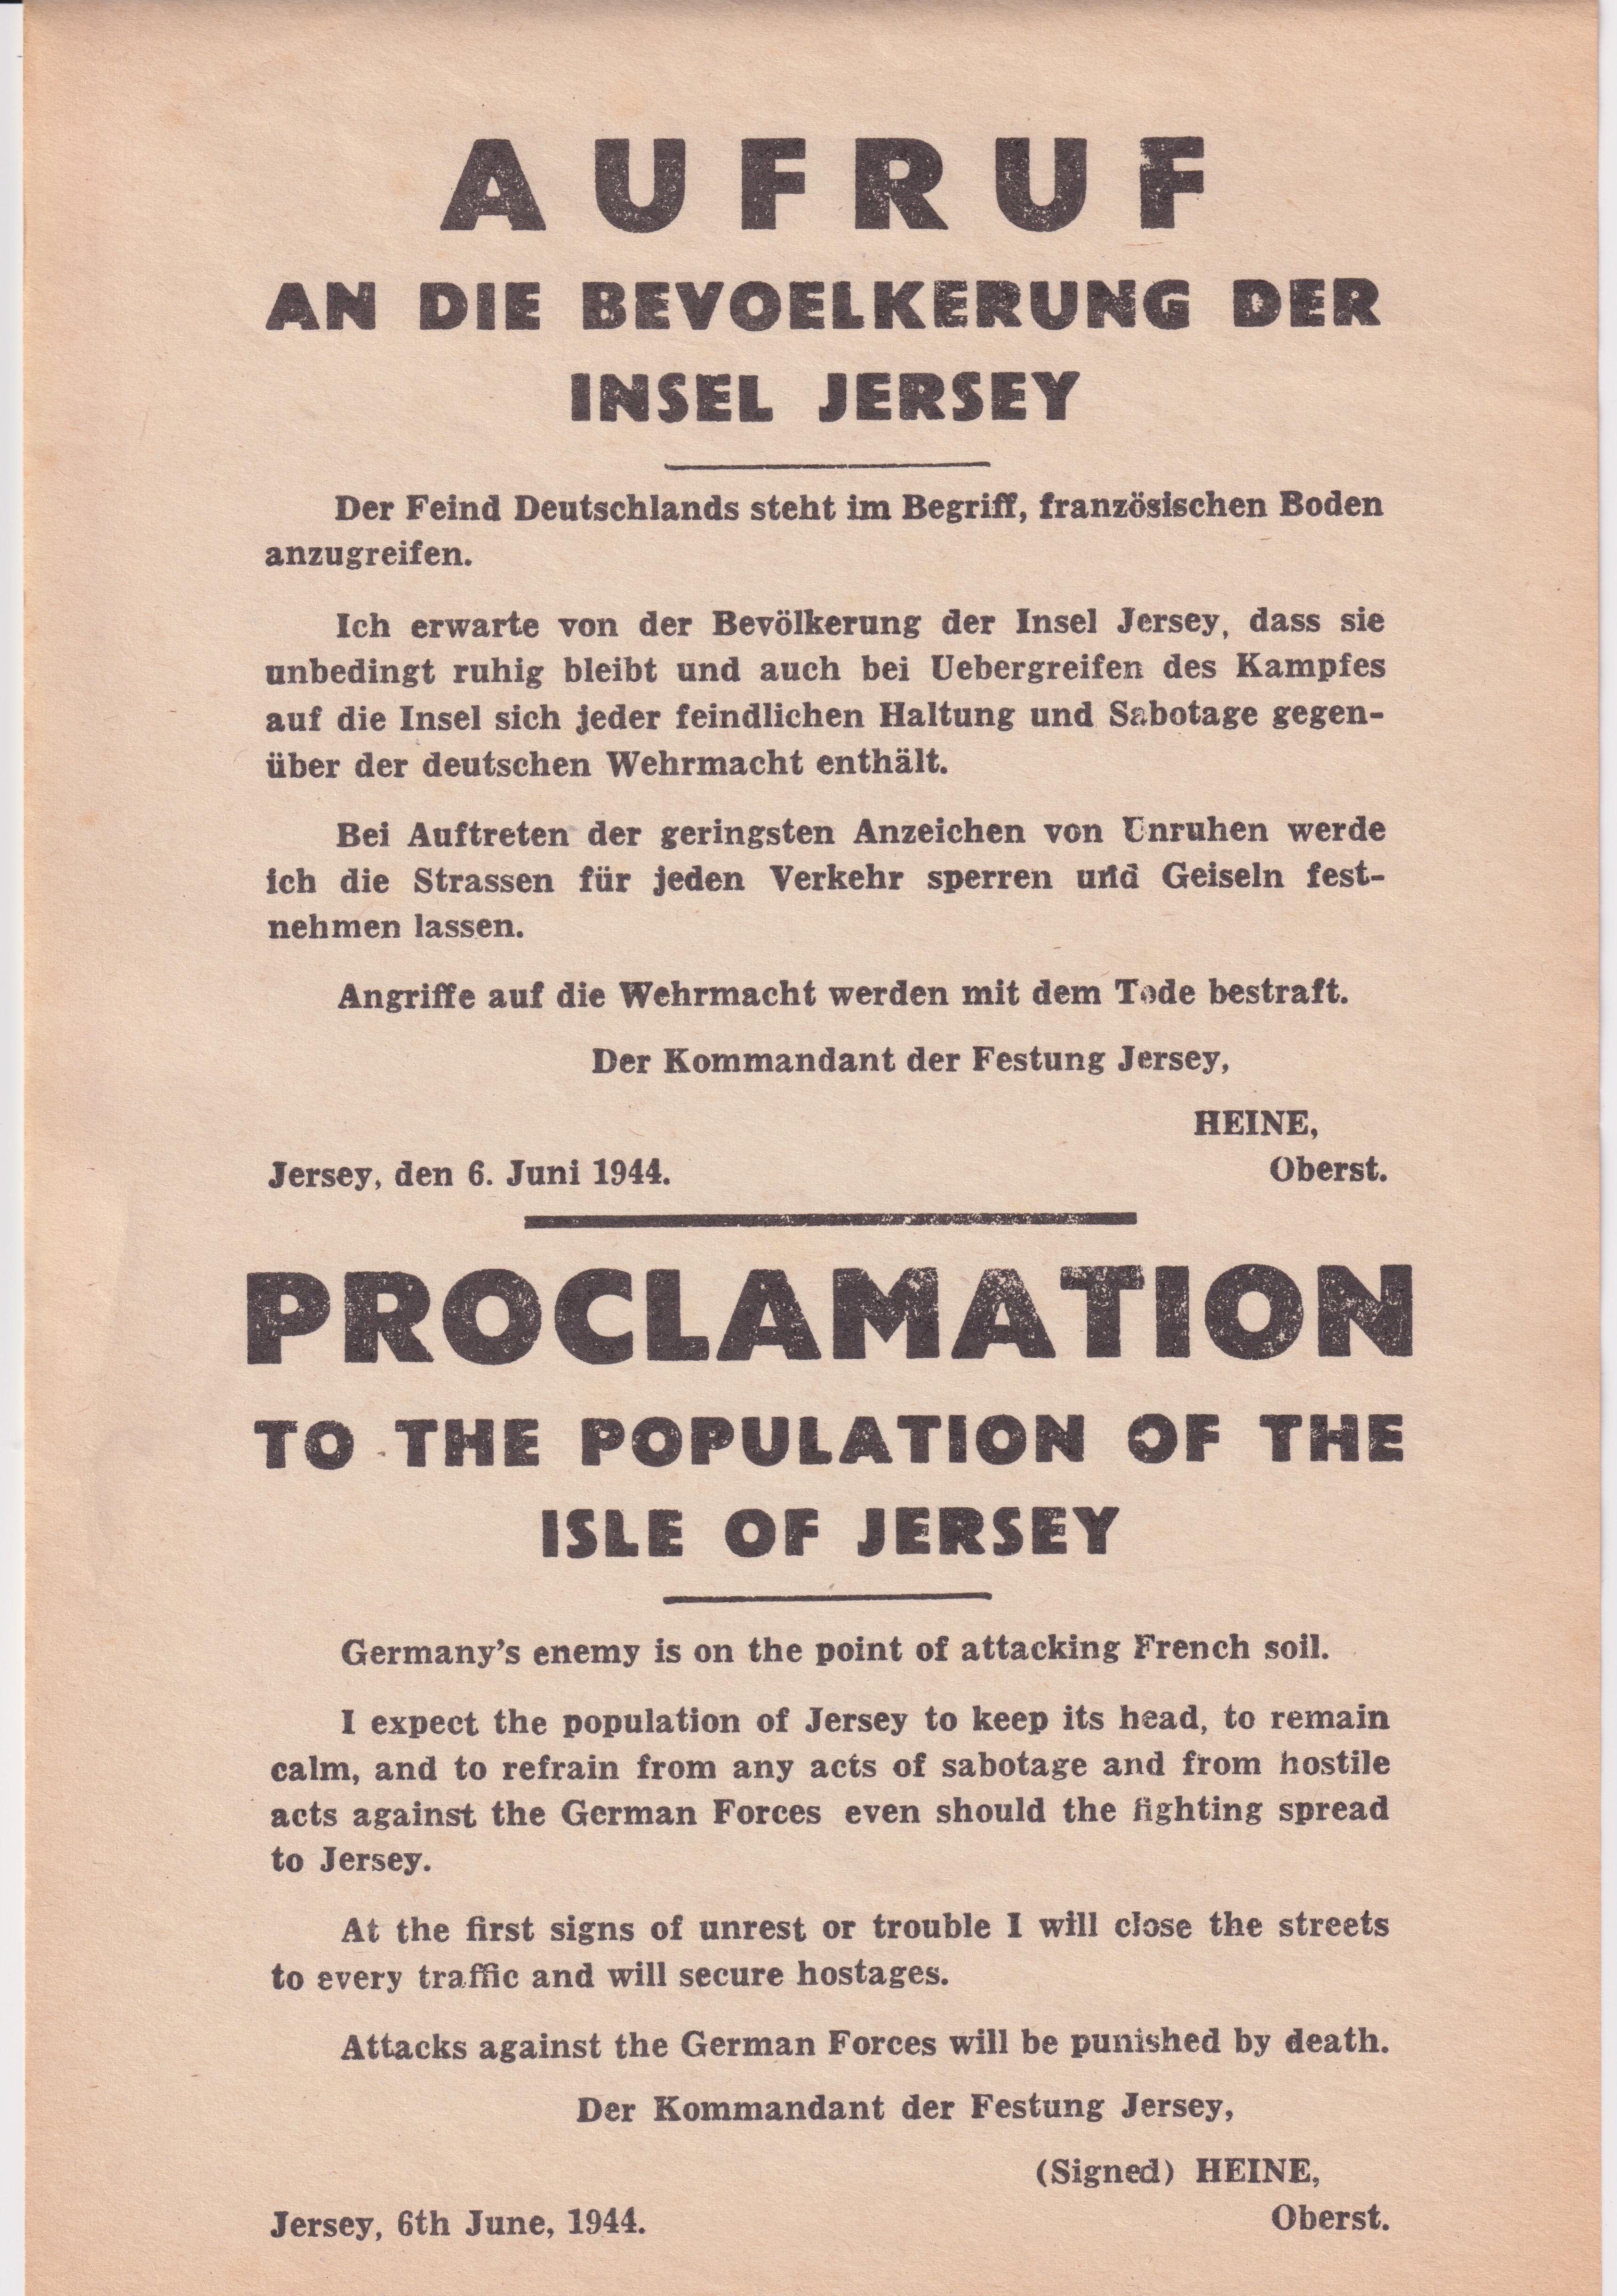 AUFRUF
AN DIE BEVOELKERUNG DER
INSEL JERSEY
Der Feind Deutschlands steht im Begriff, französischen Boden
anzugreifen.
Ich erwarte von der Bevölkerung der Insel Jersey, dass sie
unbedingt ruhig bleibt und auch bei Uebergreifen des Kampfes
auf die Insel sich jeder feindlichen Haltung und Sabotage gegen-
über der deutschen Wehrmacht enthält.
Bei Auftreten der geringsten Anzeichen von Unruhen werde
ich die Strassen für jeden Verkehr sperren und Geiseln fest-
nehmen lassen.
Angriffe auf die Wehrmacht werden mit dem Tode bestraft.
Der Kommandant der Festung Jersey,
HEINE,
Jersey, den 6. Juni 1944. Oberst.
PROCLAMATION
TO THE POPULATION OF THE
ISLE OF JERSEY
Germany's enemy is on the point of attacking French soil.
I expect the population of Jersey to keep its head, to remain
calm, and to refrain from any acts of sabotage and from hostile
acts against the German Forces even should the fighting spread
to Jersey.
At the first signs of unrest or trouble I will close the streets
to every traffic and will secure hostages.
Attacks against the German Forces will be punished by death.
Der Kommandant der Festung Jersey,
(Signed) HEINE,
Jersey, 6th June, 1944. Oberst.